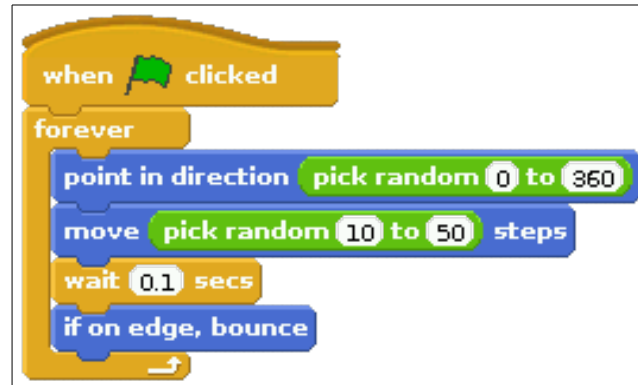 when clicked
forever
point in direction pick random 0 to 360
move pick random 10 to 50 steps
wait 0.1 secs
if on edge, bounce